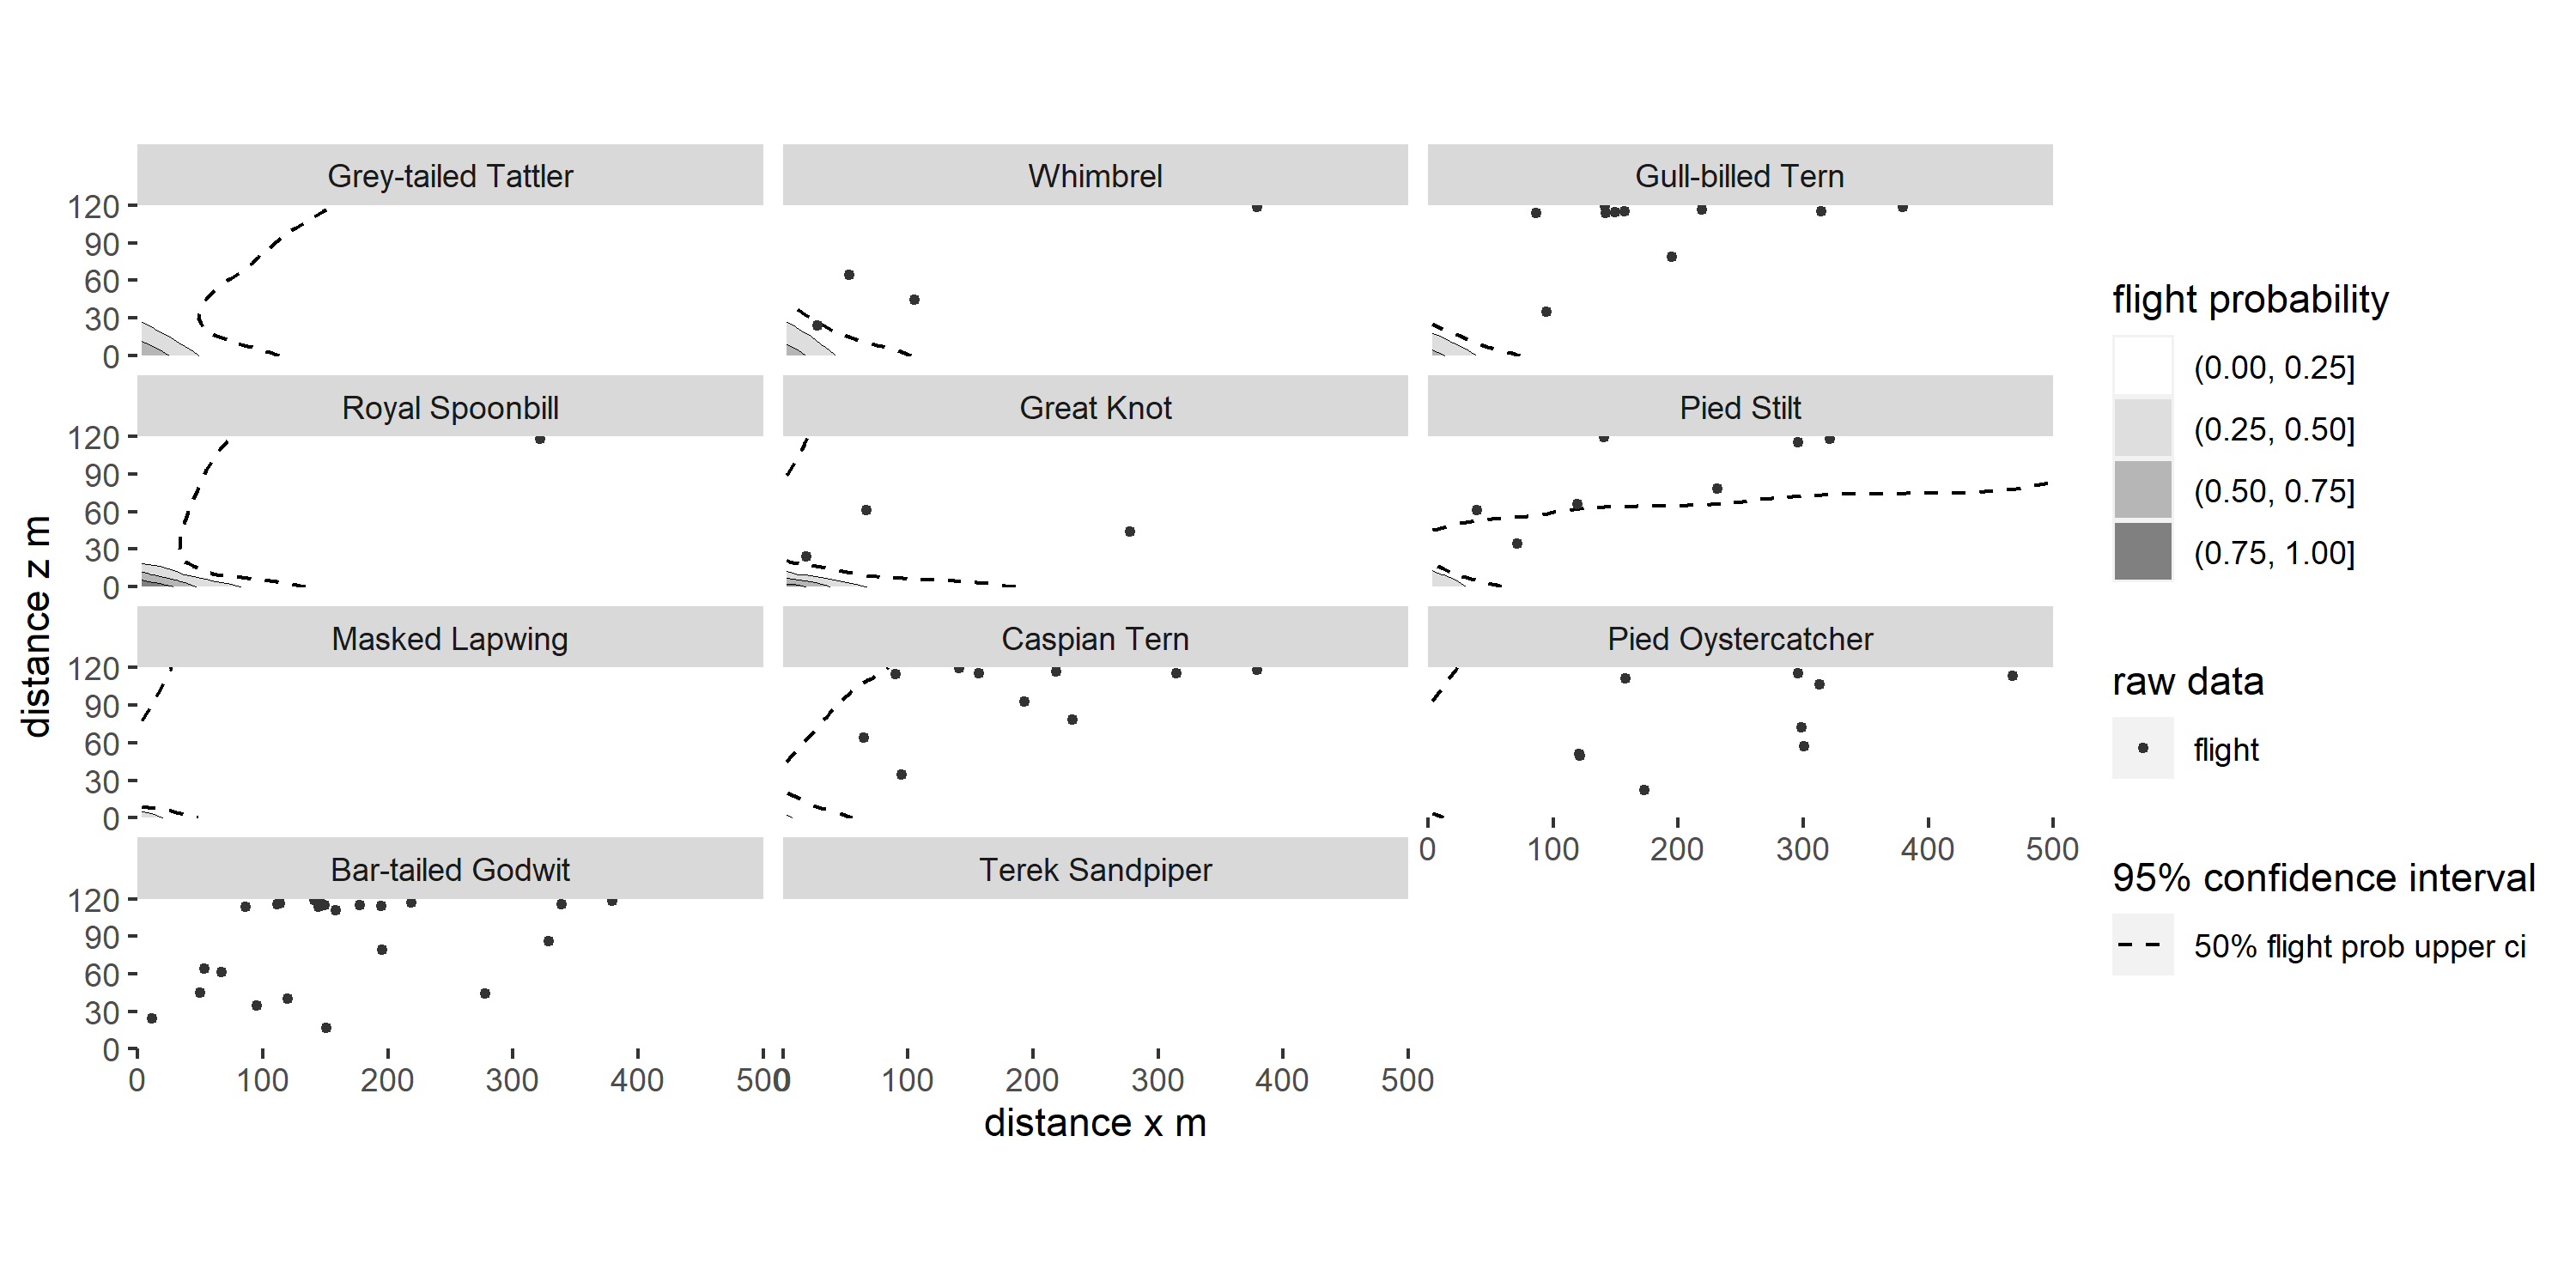 Grey-tailed Tattler
Whimbrel
Gull-billed Tern
120
90
60
30
0
Royal Spoonbill
Great Knot
Pied Stilt
120
90
60
30
0
Masked Lapwing
Caspian Tern
Pied Oystercatcher
120
90
60
30
0
0 100 200 300 400 500
Bar-tailed Godwit
Terek Sandpiper
120
90
60
30
0
0 100 200 300 400 500
0 100 200 300 400 500
distance x m
distance z m
flight probability
(0.00, 0.25]
(0.25, 0.50]
(0.50, 0.75]
(0.75, 1.00]
raw data
flight
95% confidence interval
50% flight prob upper ci